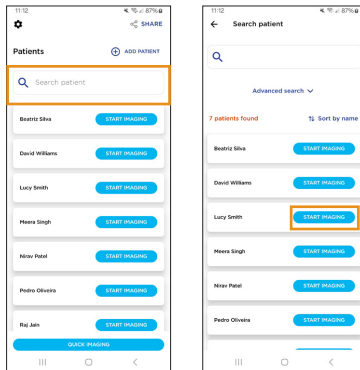 11:12
87%
SHARE
Patients
ADD PATIENT
Search patient
Beatriz Silva START IMAGING
David Williams START IMAGING
Lucy Smith START IMAGING
Meera Singh START IMAGING
Nirav Patel START IMAGING
Pedro Oliveira START IMAGING
Raj Jain START IMAGING
QUICK IMAGING
11:12
87%
Search patient
Advanced search
7 patients found
Sort by name
Beatriz Silva START IMAGING
David Williams START IMAGING
Lucy Smith START IMAGING
Meera Singh START IMAGING
Nirav Patel START IMAGING
Pedro Oliveira START IMAGING